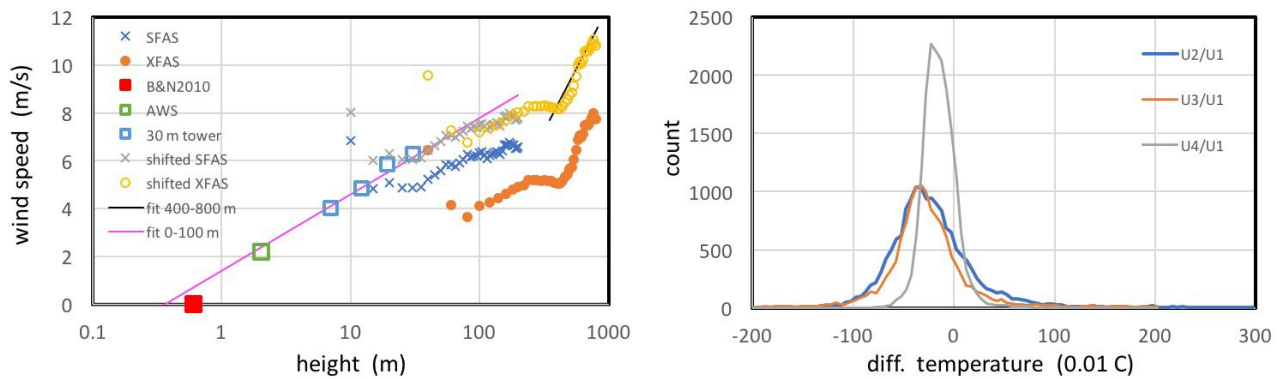 12
10
8
6
4
2
0
wind speed (m/s)
SFAS
XFAS
B&N2010
AWS
30 m tower
shifted SFAS
shifted XFAS
fit 400-800 m
fit 0-100 m
0.1 1 10 100 1000
height (m)
2500
2000
1500
1000
500
0
count
U2/U1
U3/U1
U4/U1
-200 -100 0 100 200 300
diff. temperature (0.01 C)